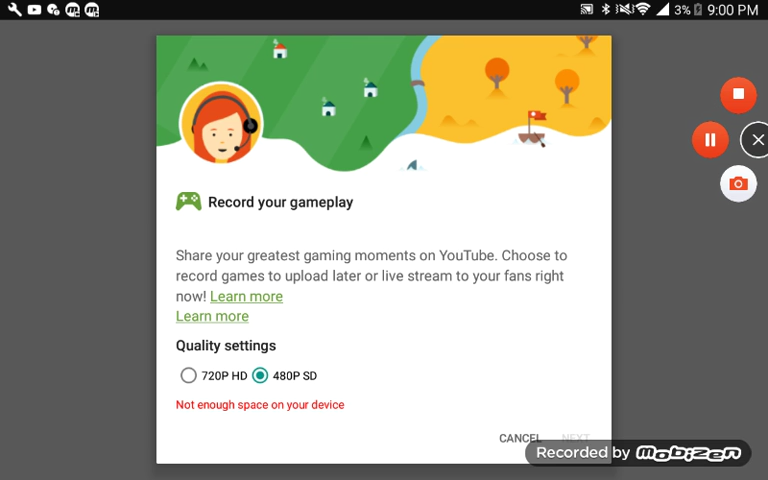 3% 9:00 PM
Record your gameplay
Share your greatest gaming moments on YouTube. Choose to
record games to upload later or live stream to your fans right
now! Learn more
Learn more
Quality settings
720P HD 480P SD
Not enough space on your device
CANCEL NEXT
Recorded by mobizen